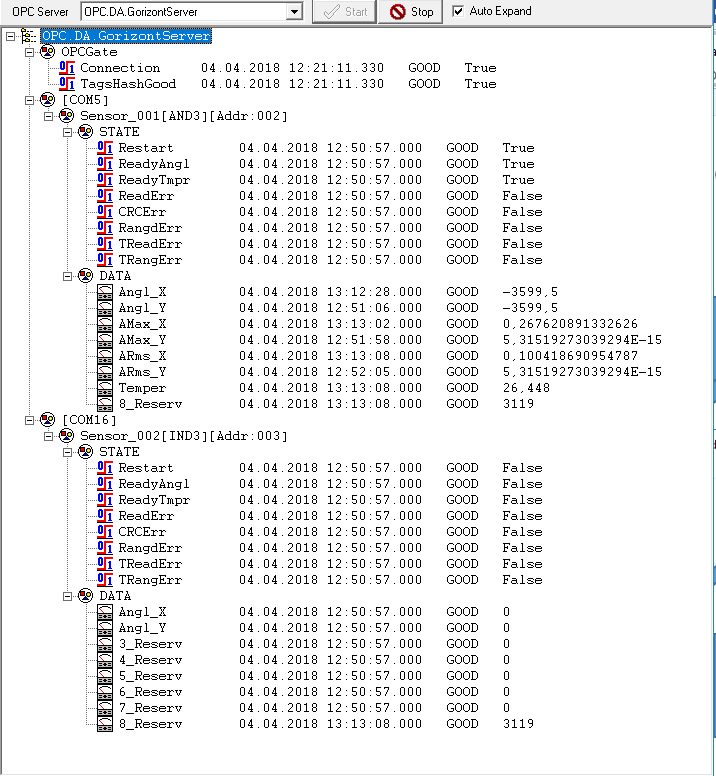 OPC Server OPC.DA.GorizontServer Start Stop Auto Expand
OPC.DA.GorizontServer
OPCGate
Connection 04.04.2018 12:21:11.330 GOOD True
TagsHashGood 04.04.2018 12:21:11.330 GOOD True
[COM5]
Sensor_001[AND3][Addr:002]
STATE
Restart 04.04.2018 12:50:57.000 GOOD True
ReadyAngl 04.04.2018 12:50:57.000 GOOD True
ReadyTmpr 04.04.2018 12:50:57.000 GOOD True
ReadErr 04.04.2018 12:50:57.000 GOOD False
CRCErr 04.04.2018 12:50:57.000 GOOD False
RangdErr 04.04.2018 12:50:57.000 GOOD False
TReadErr 04.04.2018 12:50:57.000 GOOD False
TRangErr 04.04.2018 12:50:57.000 GOOD False
DATA
Angl_X 04.04.2018 13:12:28.000 GOOD -3599,5
Angl_Y 04.04.2018 12:51:06.000 GOOD -3599,5
AMax_X 04.04.2018 13:13:02.000 GOOD 0,267620891332626
AMax_Y 04.04.2018 12:51:58.000 GOOD 5,31519273039294E-15
ARms_X 04.04.2018 13:13:08.000 GOOD 0,100418690954787
ARms_Y 04.04.2018 12:52:05.000 GOOD 5,31519273039294E-15
Temper 04.04.2018 13:13:08.000 GOOD 26,448
8_Reserv 04.04.2018 13:13:08.000 GOOD 3119
[COM16]
Sensor_002[IND3][Addr:003]
STATE
Restart 04.04.2018 12:50:57.000 GOOD False
ReadyAngl 04.04.2018 12:50:57.000 GOOD False
ReadyTmpr 04.04.2018 12:50:57.000 GOOD False
ReadErr 04.04.2018 12:50:57.000 GOOD False
CRCErr 04.04.2018 12:50:57.000 GOOD False
RangdErr 04.04.2018 12:50:57.000 GOOD False
TReadErr 04.04.2018 12:50:57.000 GOOD False
TRangErr 04.04.2018 12:50:57.000 GOOD False
DATA
Angl_X 04.04.2018 12:50:57.000 GOOD 0
Angl_Y 04.04.2018 12:50:57.000 GOOD 0
3_Reserv 04.04.2018 12:50:57.000 GOOD 0
4_Reserv 04.04.2018 12:50:57.000 GOOD 0
5_Reserv 04.04.2018 12:50:57.000 GOOD 0
6_Reserv 04.04.2018 12:50:57.000 GOOD 0
7_Reserv 04.04.2018 12:50:57.000 GOOD 0
8_Reserv 04.04.2018 13:13:08.000 GOOD 3119